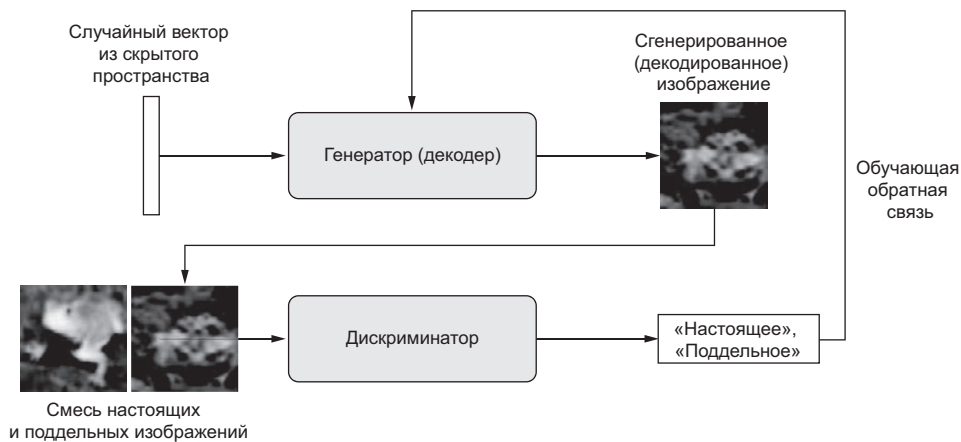 Случайный вектор
из скрытого
пространства
Генератор (декодер)
Сгенерированное
(декодированное)
изображение
Обучающая
обратная
связь
Дискриминатор
«Настоящее»,
«Поддельное»
Смесь настоящих
и поддельных изображений